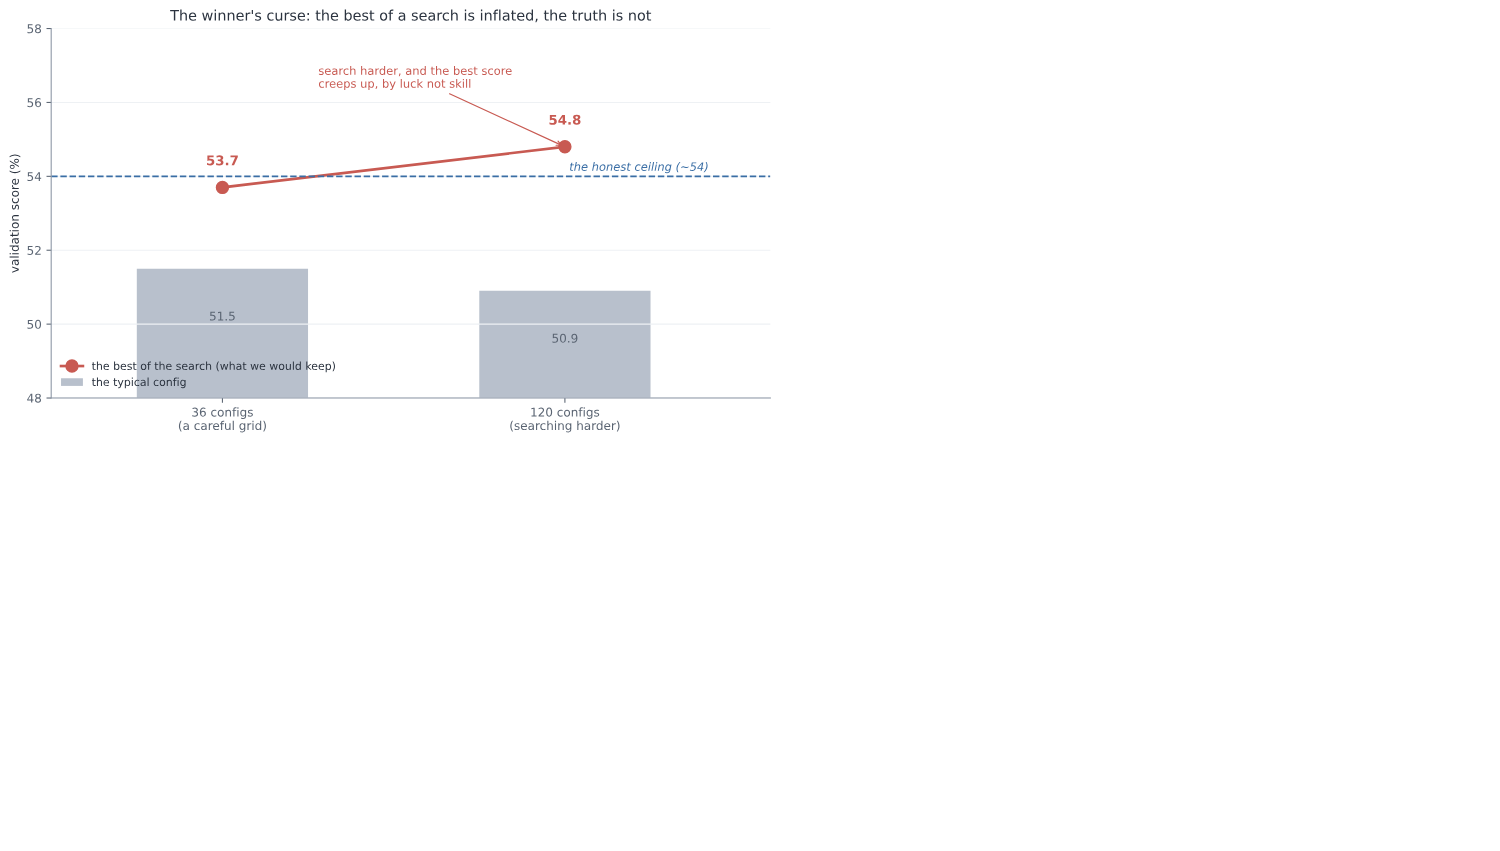 The winner's curse: the best of a search is inflated, the truth is not
58
56
54
52
50
48
validation score (%)
search harder, and the best score
creeps up, by luck not skill
54.8
53.7
the honest ceiling (~54)
51.5
50.9
the best of the search (what we would keep)
the typical config
36 configs
(a careful grid)
120 configs
(searching harder)